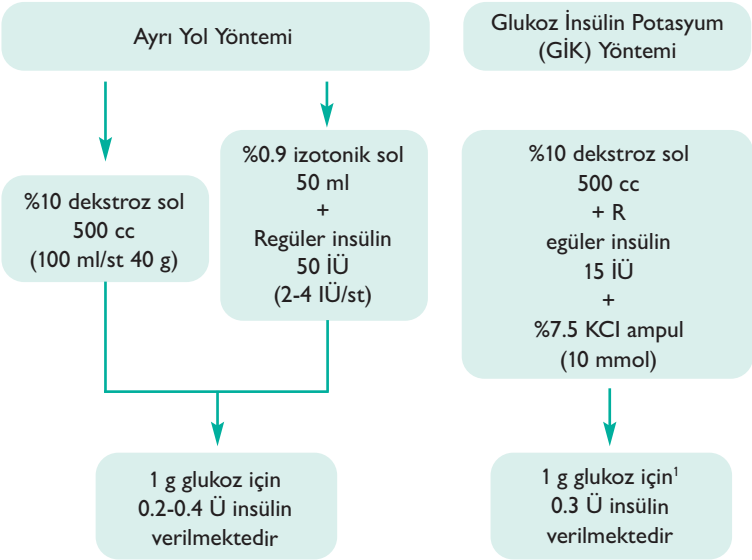 Ayrı Yol Yöntemi
%10 dekstroz sol
500 cc
(100 ml/st 40 g)
%0.9 izotonik sol
50 ml
+
Regüler insülin
50 İÜ
(2-4 IÜ/st)
1 g glukoz için
0.2-0.4 Ü insülin
verilmektedir
Glukoz İnsülin Potasyum
(GİK) Yöntemi
%10 dekstroz sol
500 cc
+ R
egüler insülin
15 İÜ
+
%7.5 KCI ampul
(10 mmol)
1 g glukoz için¹
0.3 Ü insülin
verilmektedir